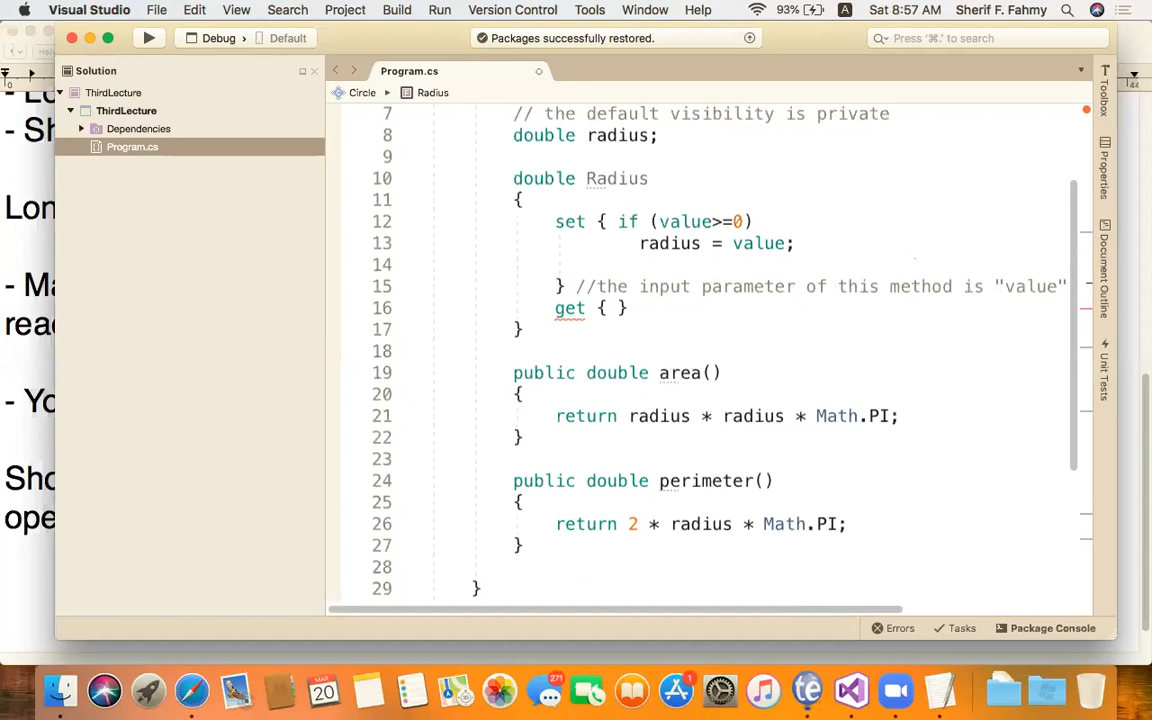 Visual Studio File Edit View Search Project Build Run Version Control Tools Window Help 93% A Sat 8:57 AM Sherif F. Fahmy
Debug › Default Packages successfully restored. Press '⌘.' to search
Solution Program.cs
ThirdLecture Circle Radius
ThirdLecture
Dependencies
Program.cs
7 // the default visibility is private
8 double radius;
9
10 double Radius
11 {
12 set { if (value>=0)
13 radius = value;
14
15 } //the input parameter of this method is "value"
16 get { }
17 }
18
19 public double area()
20 {
21 return radius * radius * Math.PI;
22 }
23
24 public double perimeter()
25 {
26 return 2 * radius * Math.PI;
27 }
28
29 }
Toolbox
Properties
Document Outline
Unit Tests
- Sh
Lon
- Ma
read
- Yo
Sho
ope
Errors Tasks Package Console
MAR
20
271
1